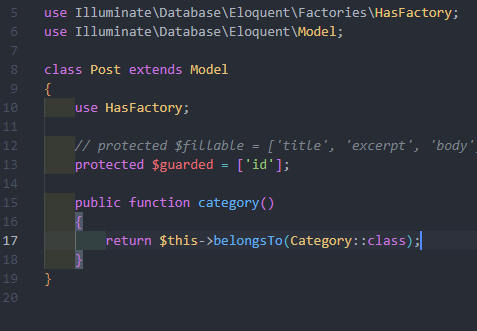 5 use Illuminate\Database\Eloquent\Factories\HasFactory;
6 use Illuminate\Database\Eloquent\Model;
7
8 class Post extends Model
9 {
10     use HasFactory;
11
12     // protected $fillable = ['title', 'excerpt', 'body'
13     protected $guarded = ['id'];
14
15     public function category()
16     {
17         return $this->belongsTo(Category::class);
18     }
19 }
20